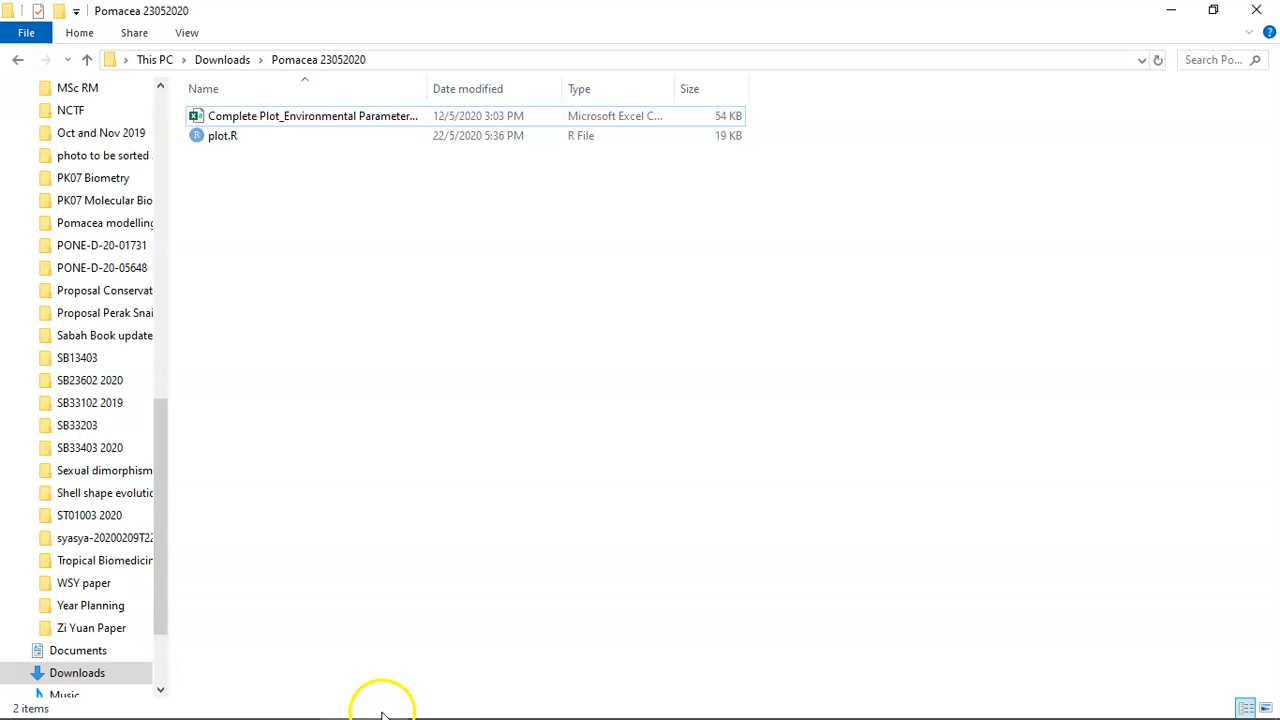 Pomacea 23052020
File Home Share View
This PC Downloads Pomacea 23052020 Search Po...
Name Date modified Type Size
Complete Plot_Environmental Parameter... 12/5/2020 3:03 PM Microsoft Excel C... 54 KB
plot.R 22/5/2020 5:36 PM R File 19 KB
MSc RM
NCTF
Oct and Nov 2019
photo to be sorted
PK07 Biometry
PK07 Molecular Bio
Pomacea modelling
PONE-D-20-01731
PONE-D-20-05648
Proposal Conservat
Proposal Perak Snai
Sabah Book update
SB13403
SB23602 2020
SB33102 2019
SB33203
SB33403 2020
Sexual dimorphism
Shell shape evolutio
ST01003 2020
syasya-20200209T22
Tropical Biomedicin
WSY paper
Year Planning
Zi Yuan Paper
Documents
Downloads
Music
2 items